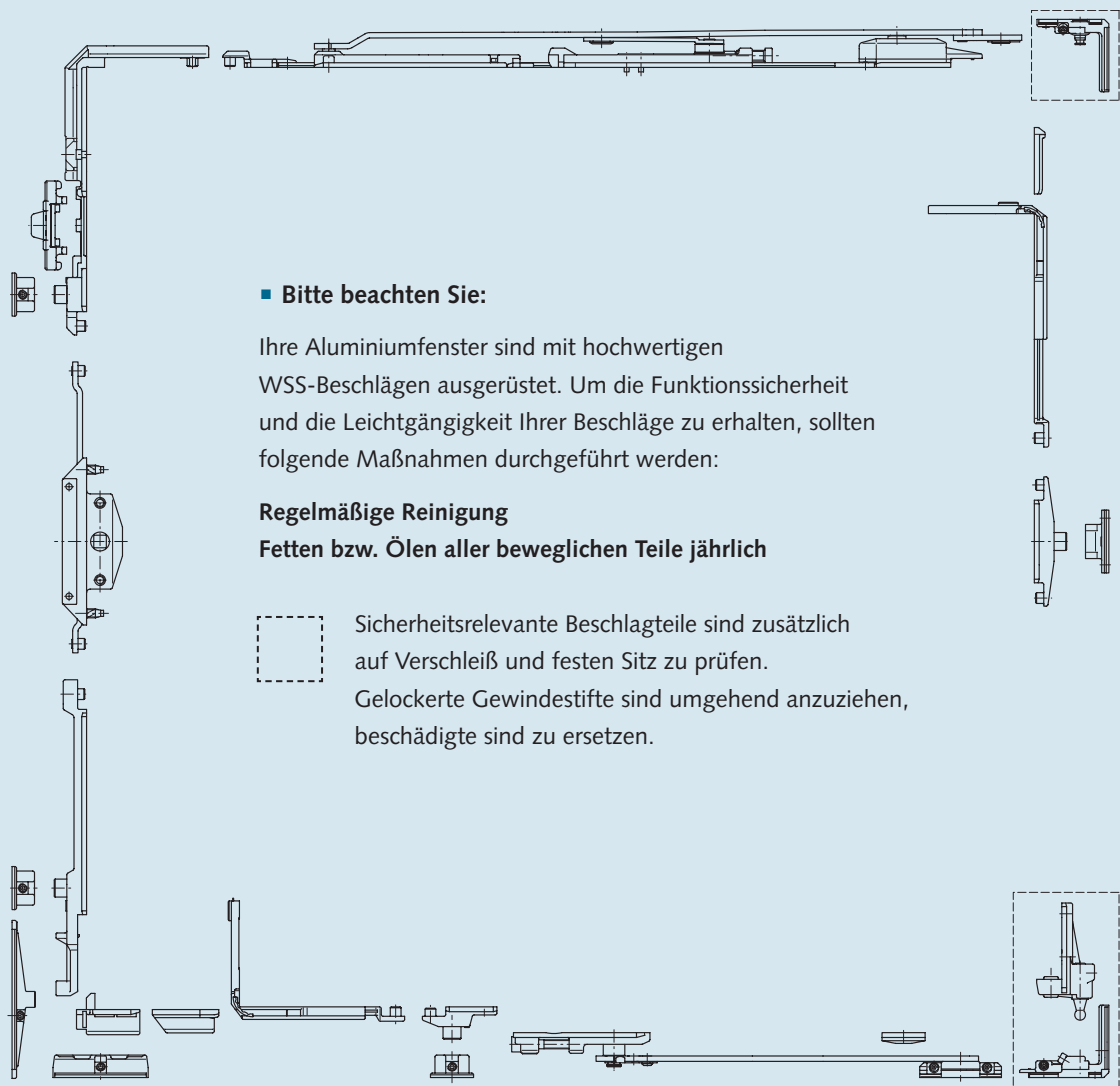 Bitte beachten Sie:
Ihre Aluminiumfenster sind mit hochwertigen
WSS-Beschlägen ausgerüstet. Um die Funktionssicherheit
und die Leichtgängigkeit Ihrer Beschläge zu erhalten, sollten
folgende Maßnahmen durchgeführt werden:
Regelmäßige Reinigung
Fetten bzw. Ölen aller beweglichen Teile jährlich
Sicherheitsrelevante Beschlagteile sind zusätzlich
auf Verschleiß und festen Sitz zu prüfen.
Gelockerte Gewindestifte sind umgehend anzuziehen,
beschädigte sind zu ersetzen.